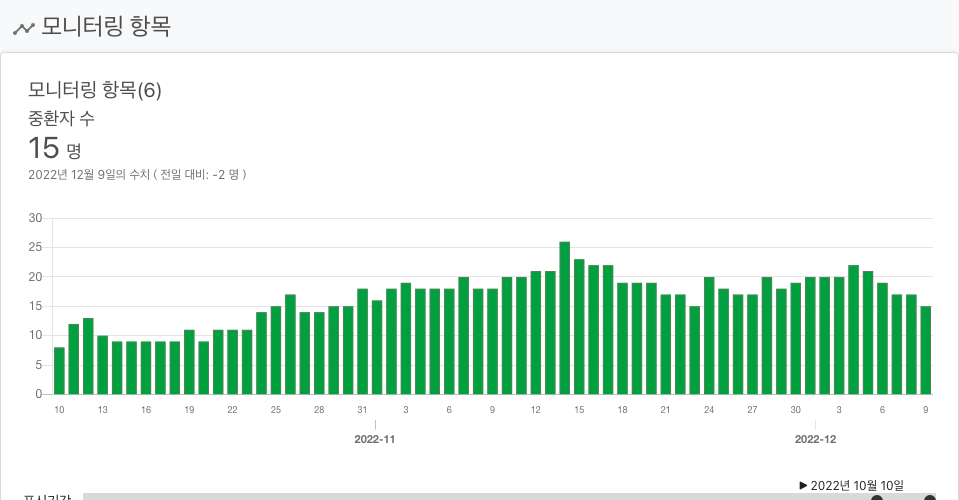 모니터링 항목
모니터링 항목(6)
중환자 수
15 명
2022년 12월 9일의 수치 ( 전일 대비: -2 명 )
30
25
20
15
10
5
0
10 13 16 19 22 25 28 31 3 6 9 12 15 18 21 24 27 30 3 6 9
2022-11 2022-12
▶ 2022년 10월 10일
표시기간